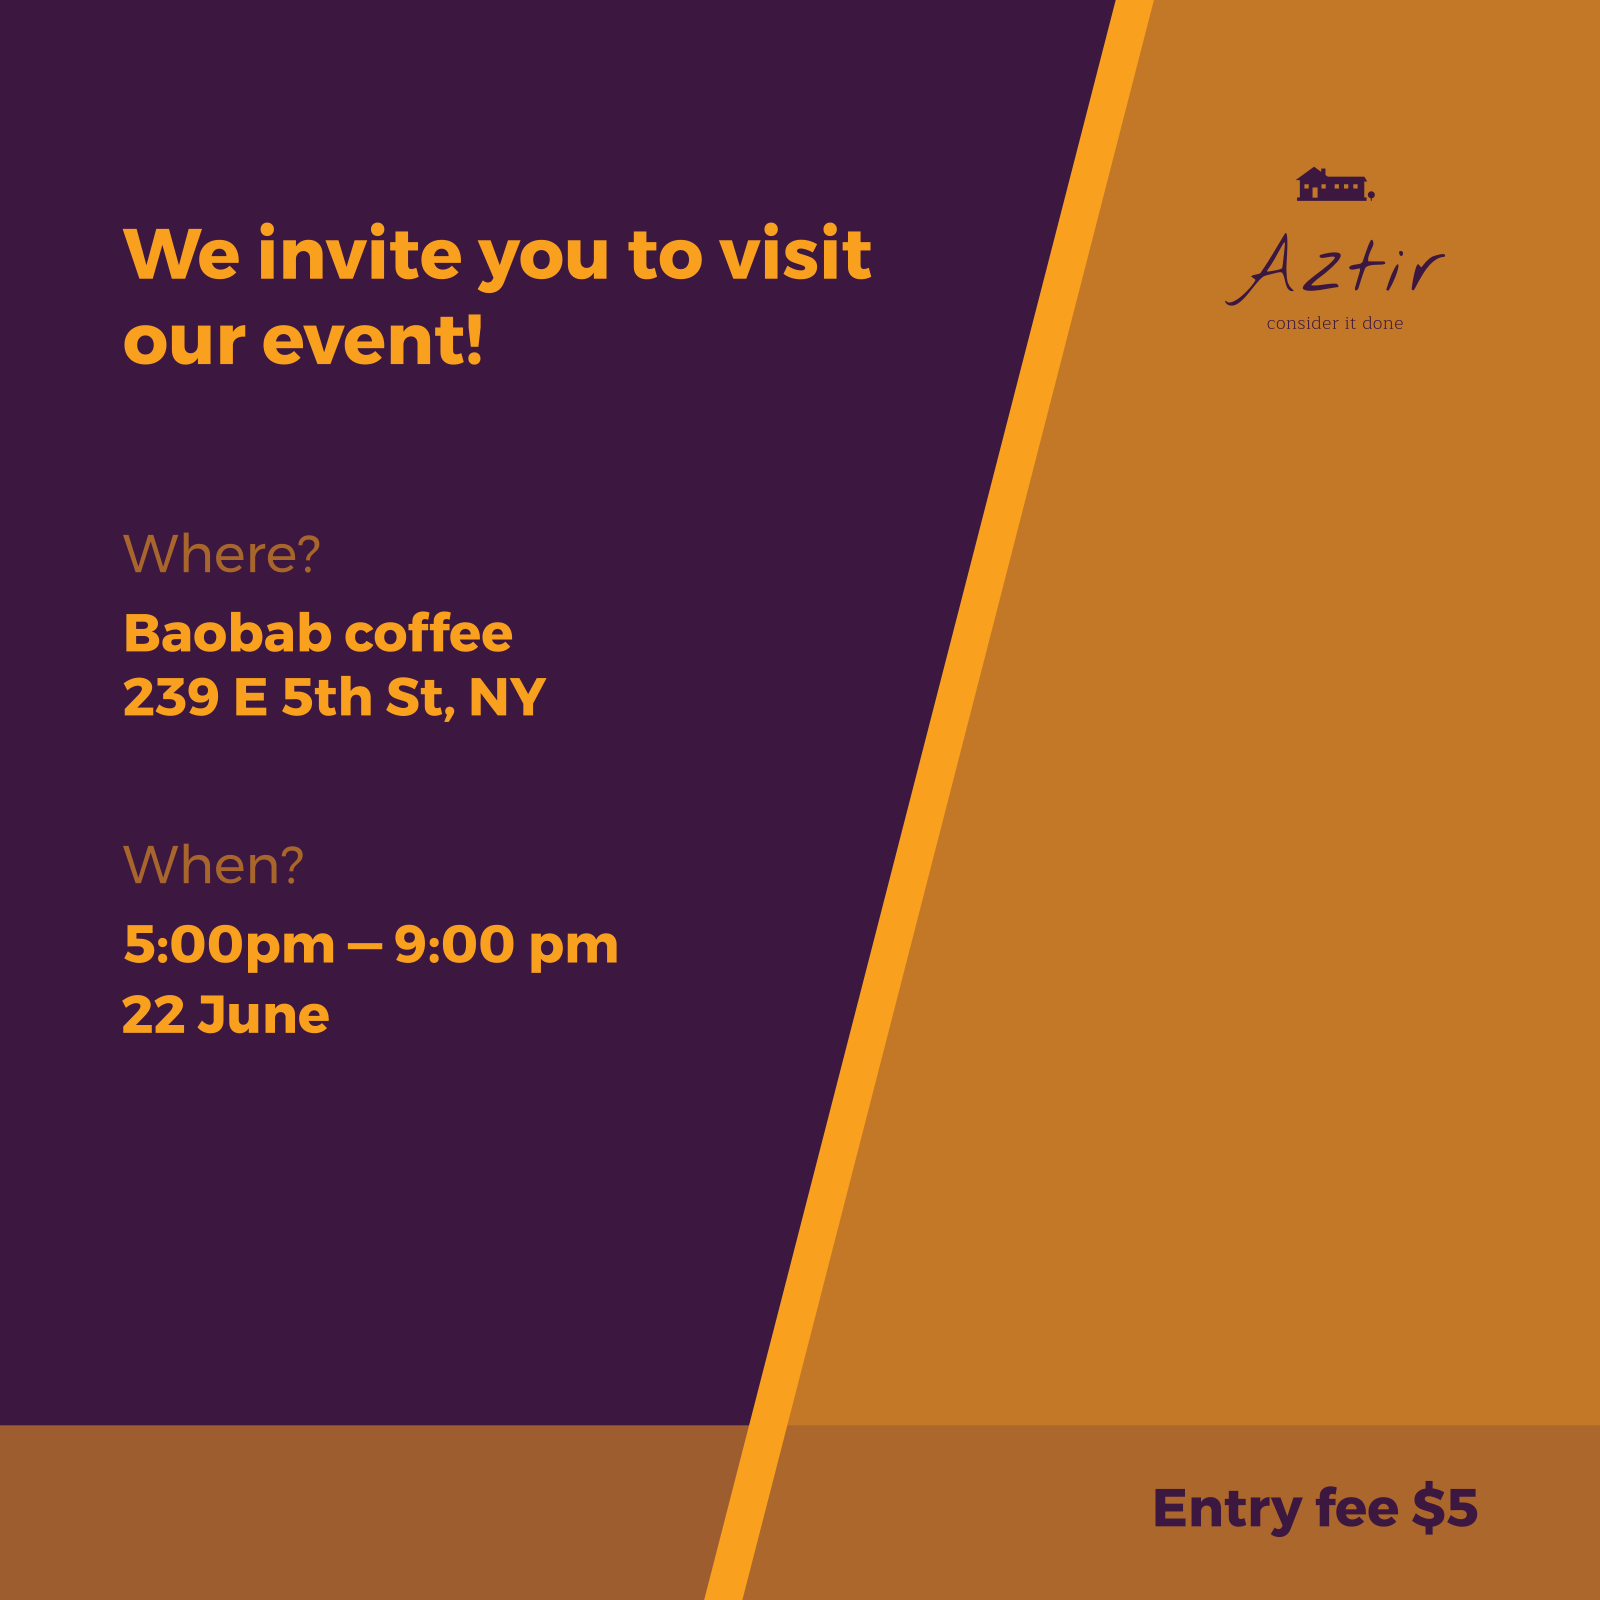 We invite you to visit
our event!
Where?
Baobab coffee
239 E 5th St, NY
When?
5:00pm — 9:00 pm
22 June
Aztir
consider it done
Entry fee $5